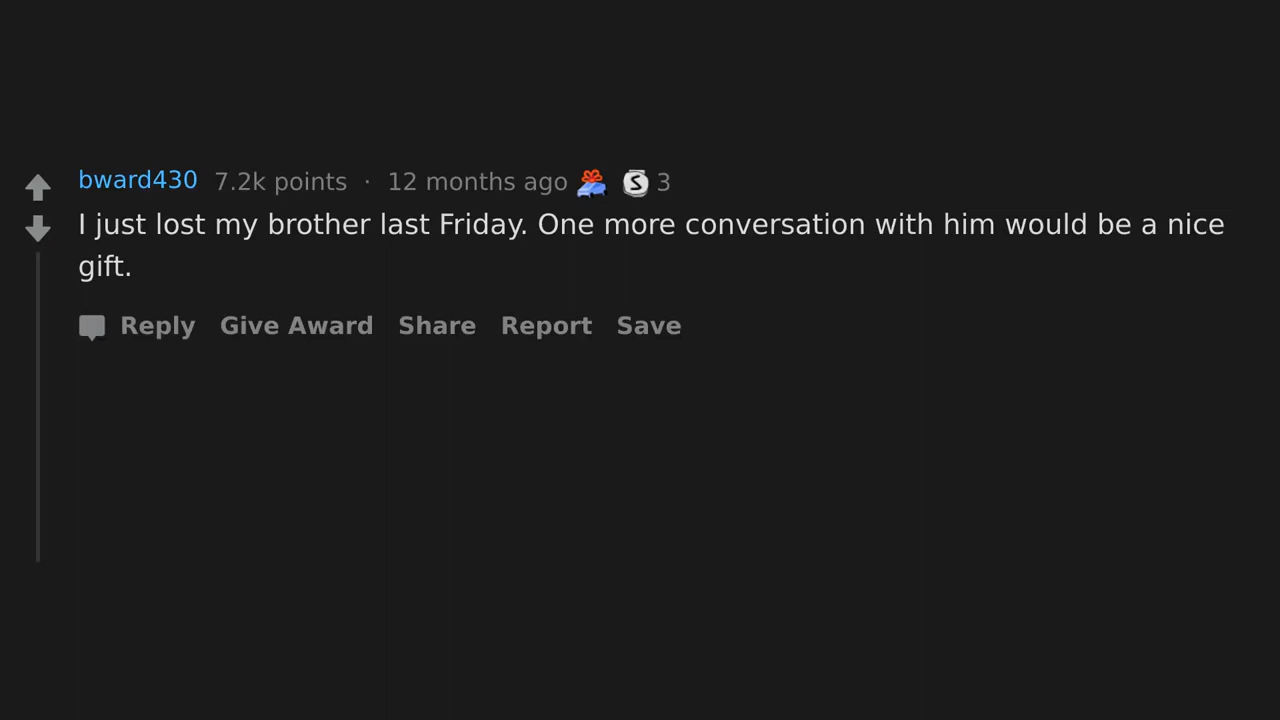 bward430 7.2k points · 12 months ago S 3
I just lost my brother last Friday. One more conversation with him would be a nice
gift.
Reply Give Award Share Report Save